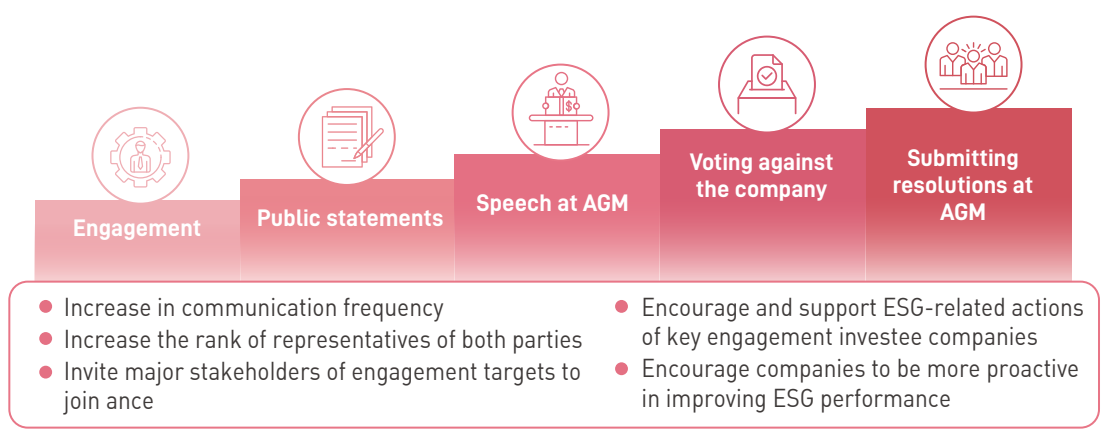 Engagement
Public statements
Speech at AGM
Voting against
the company
Submitting
resolutions at
AGM
$
● Increase in communication frequency
● Increase the rank of representatives of both parties
● Invite major stakeholders of engagement targets to
join ance
● Encourage and support ESG-related actions
of key engagement investee companies
● Encourage companies to be more proactive
in improving ESG performance